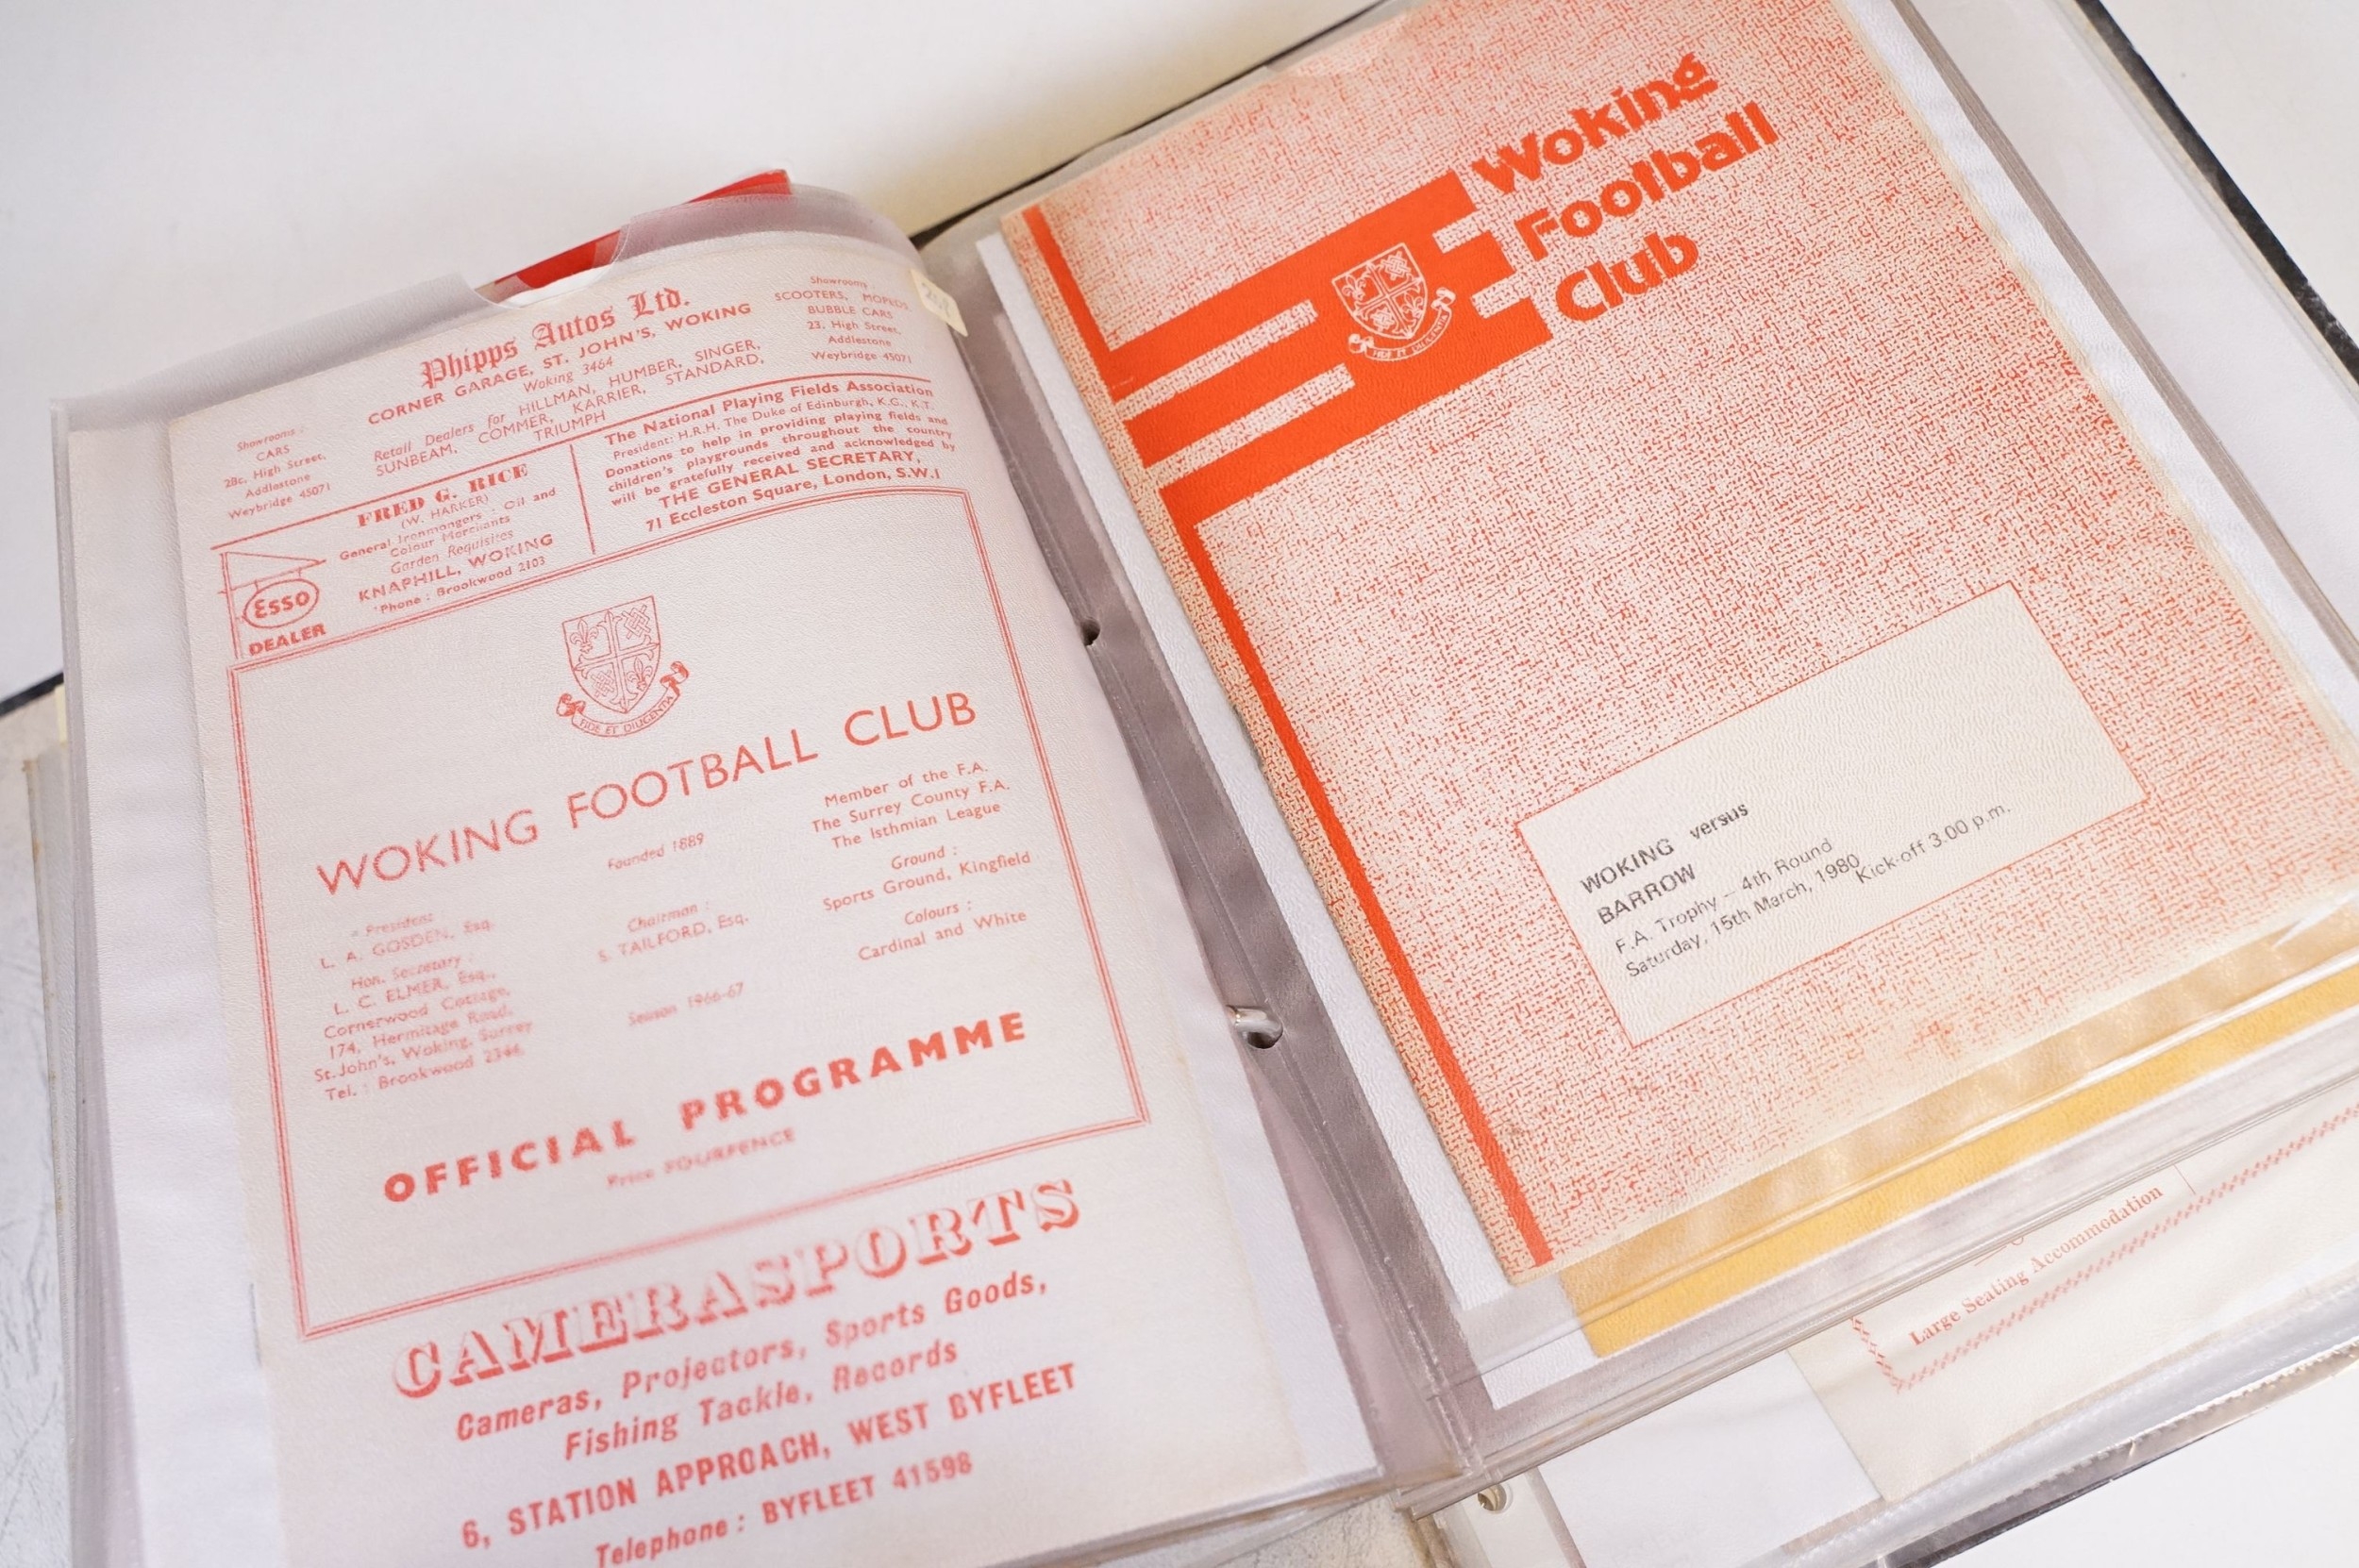 Phipps Autos Ltd.
CORNER GARAGE, ST. JOHN'S, WOKING
Woking 3464
Retail Dealers for HILLMAN, HUMBER, SINGER,
SUNBEAM, COMMER, KARRIER, STANDARD,
TRIUMPH
Showrooms :
CARS
28c, High Street,
Addlestone
Weybridge 45071
Showrooms
SCOOTERS, MOPEDS,
BUBBLE CARS
23, High Street,
Addlestone
Weybridge 45071
FRED G. RICE
(W. HARKER)
General Ironmongers : Oil and
Colour Merchants
Garden Requisites
KNAPHILL, WOKING
'Phone : Brookwood 2103
Esso
DEALER
The National Playing Fields Association
President: H.R.H. The Duke of Edinburgh, K.G., K.T.
Donations to help in providing playing fields and
children's playgrounds throughout the country
will be gratefully received and acknowledged by
THE GENERAL SECRETARY,
71 Eccleston Square, London, S.W.1
FIDE ET DILIGENTIA
WOKING FOOTBALL CLUB
Founded 1889
President
L. A. GOSDEN, Esq.
Hon. Secretary :
L. C. ELMER, Esq.,
Cornerwood Cottage,
174, Hermitage Road,
St. John's, Woking, Surrey
Tel. : Brookwood 2344
Chairman :
S. TAILFORD, Esq.
Season 1966-67
Member of the F.A.
The Surrey County F.A.
The Isthmian League
Ground :
Sports Ground, Kingfield
Colours :
Cardinal and White
OFFICIAL PROGRAMME
Price FOURPENCE
CAMERASPORTS
Cameras, Projectors, Sports Goods,
Fishing Tackle, Records
6, STATION APPROACH, WEST BYFLEET
Telephone : BYFLEET 41598
Woking
Football
Club
FIDE ET DILIGENTIA
WOKING versus
BARROW
F.A. Trophy – 4th Round
Saturday, 15th March, 1980
Kick-off 3.00 p.m.
Large Seating Accommodation